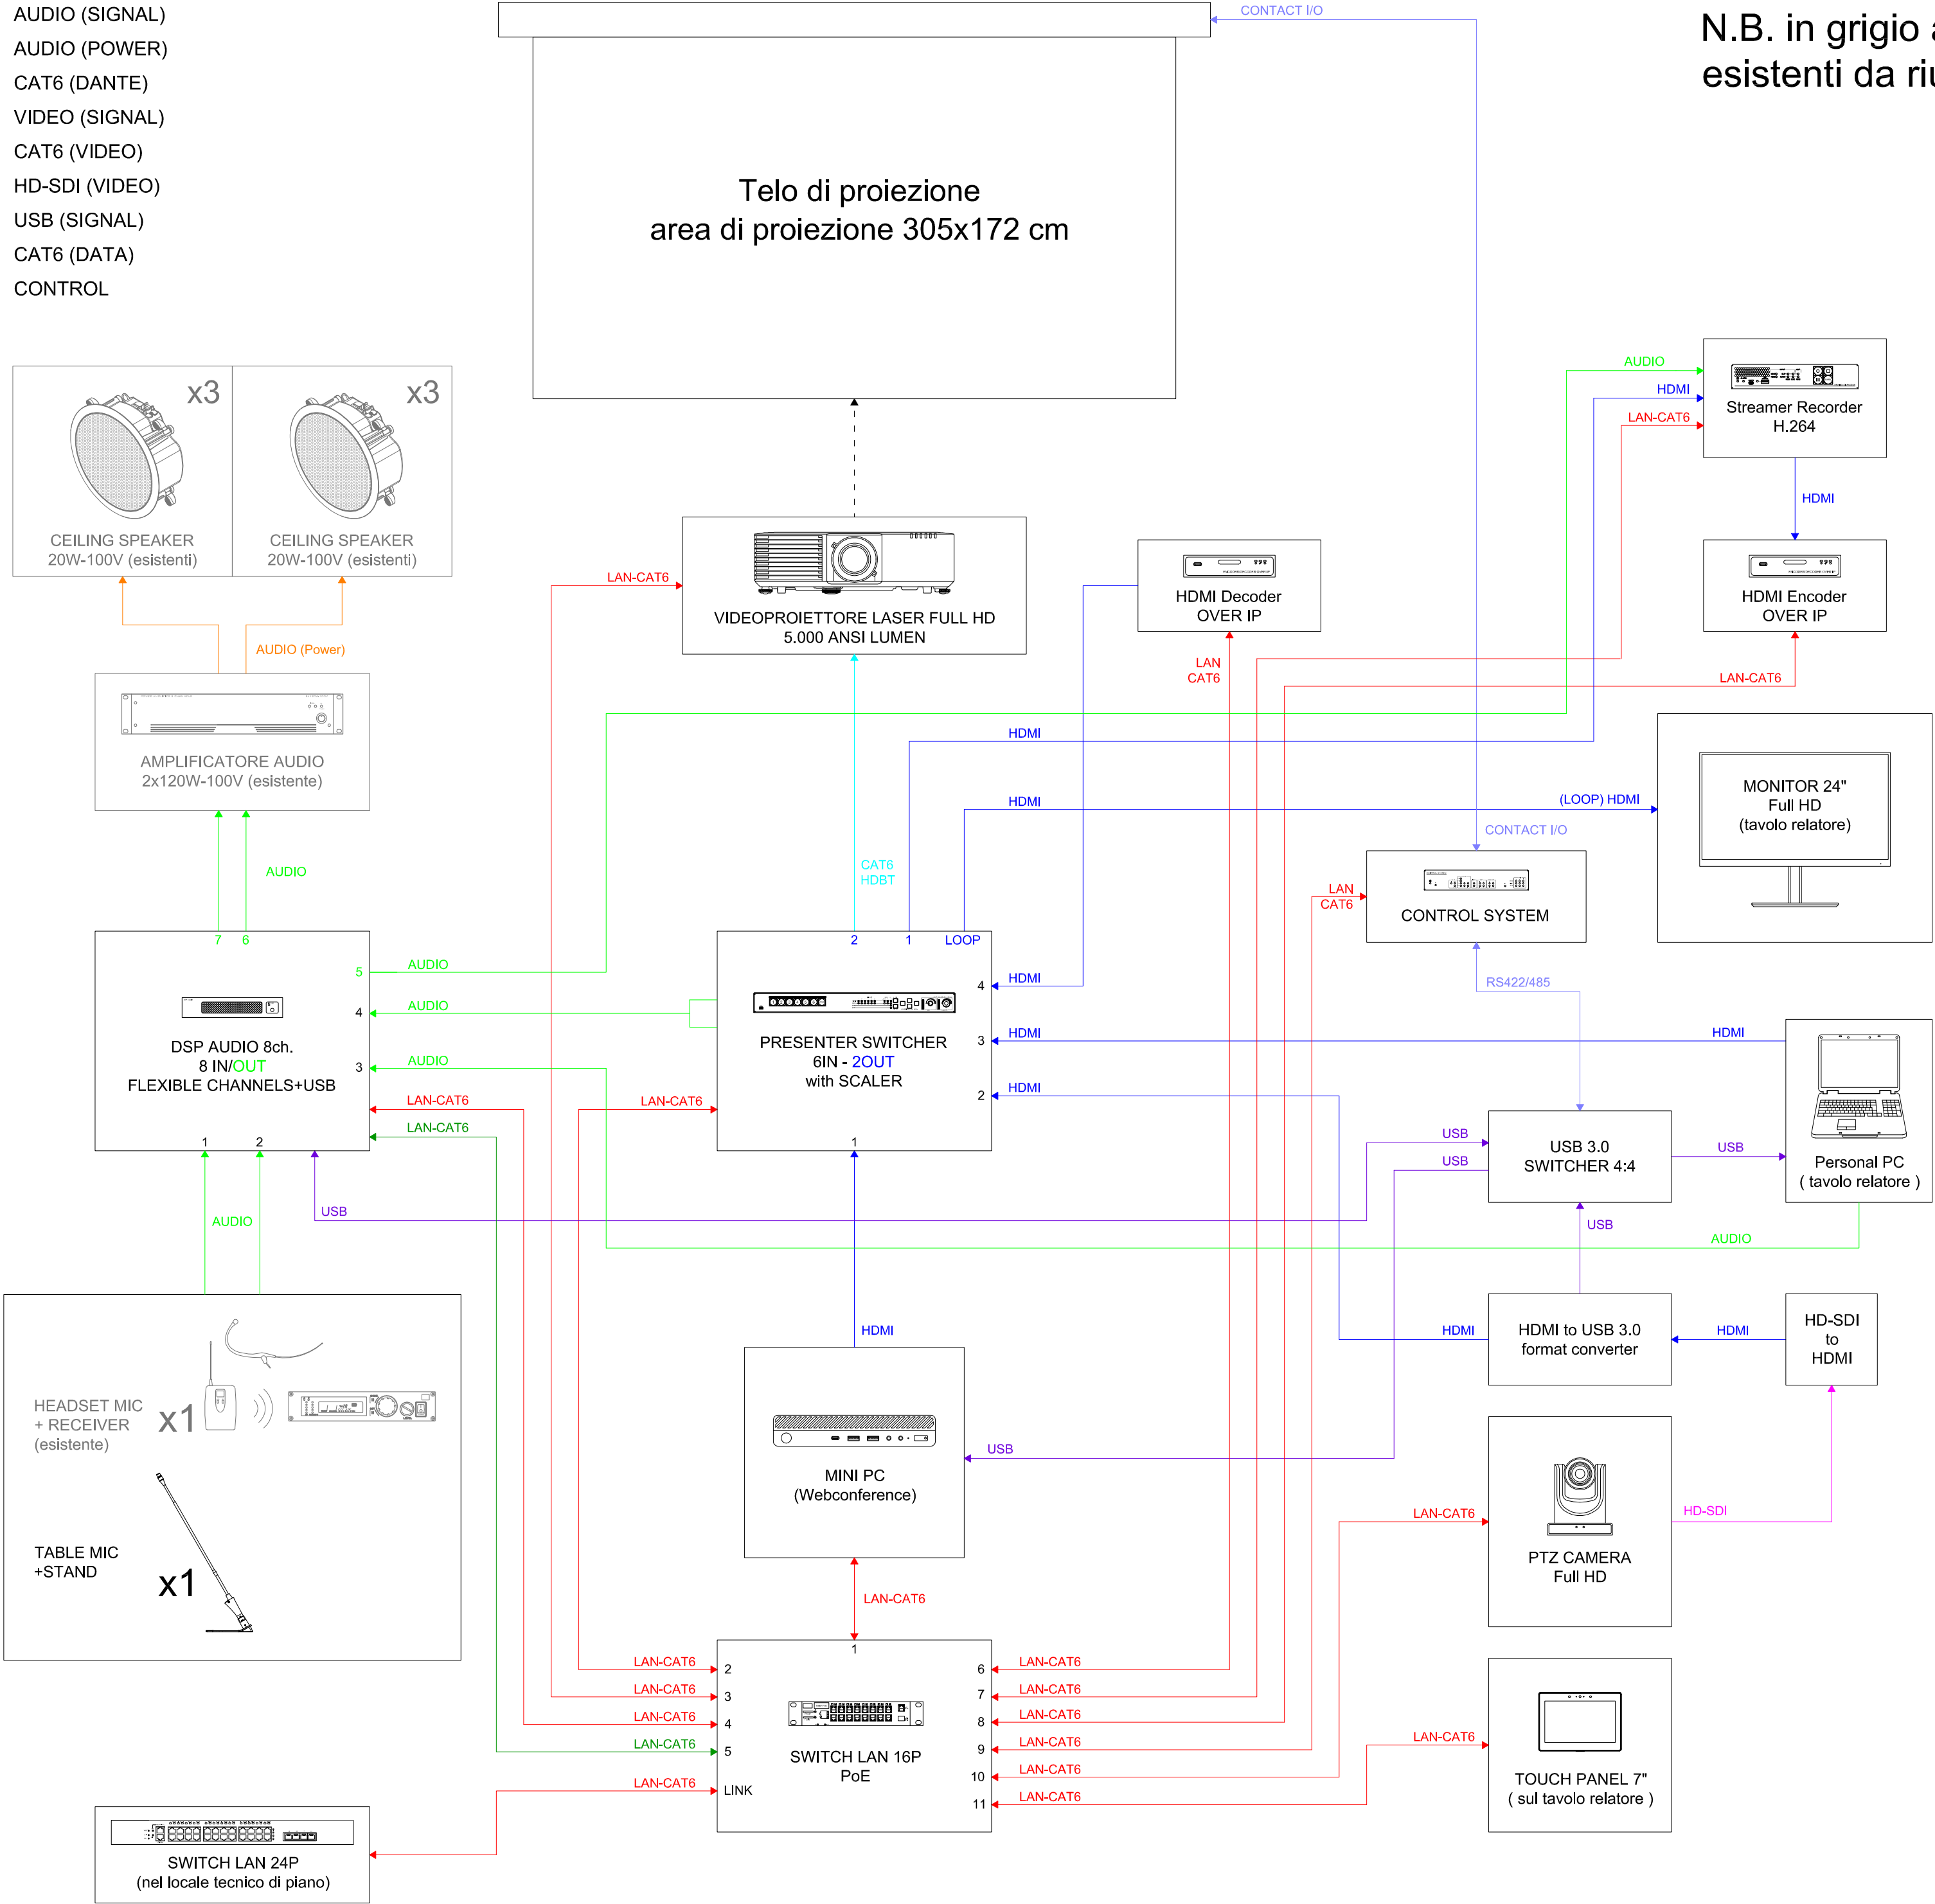 AUDIO (SIGNAL)
AUDIO (POWER)
CAT6 (DANTE)
VIDEO (SIGNAL)
CAT6 (VIDEO)
HD-SDI (VIDEO)
USB (SIGNAL)
CAT6 (DATA)
CONTROL
CONTACT I/O
N.B. in grigio
esistenti da
Telo di proiezione
area di proiezione 305x172 cm
x3
CEILING SPEAKER
20W-100V (esistenti)
x3
CEILING SPEAKER
20W-100V (esistenti)
AUDIO
HDMI
LAN-CAT6
Streamer Recorder
H.264
HDMI
LAN-CAT6
VIDEOPROIETTORE LASER FULL HD
5.000 ANSI LUMEN
HDMI Decoder
OVER IP
HDMI Encoder
OVER IP
AUDIO (Power)
LAN
CAT6
LAN-CAT6
AMPLIFICATORE AUDIO
2x120W-100V (esistente)
HDMI
HDMI
(LOOP) HDMI
MONITOR 24"
Full HD
(tavolo relatore)
CONTACT I/O
AUDIO
CAT6
HDBT
LAN
CAT6
CONTROL SYSTEM
7 6
5
AUDIO
4
AUDIO
3
AUDIO
DSP AUDIO 8ch.
8 IN/OUT
FLEXIBLE CHANNELS+USB
LAN-CAT6
LAN-CAT6
1 2
2 1 LOOP
4
HDMI
PRESENTER SWITCHER
6IN - 2OUT
with SCALER
3
HDMI
2
HDMI
LAN-CAT6
1
RS422/485
HDMI
USB
USB
USB 3.0
SWITCHER 4:4
USB
Personal PC
( tavolo relatore )
AUDIO
USB
USB
AUDIO
HDMI
HDMI
HDMI to USB 3.0
format converter
HDMI
HD-SDI
to
HDMI
HEADSET MIC
+ RECEIVER
(esistente)
x1
TABLE MIC
+STAND
x1
MINI PC
(Webconference)
USB
LAN-CAT6
PTZ CAMERA
Full HD
HD-SDI
LAN-CAT6
1
LAN-CAT6
2
LAN-CAT6
3
LAN-CAT6
4
LAN-CAT6
5
LAN-CAT6
LINK
SWITCH LAN 16P
PoE
6
LAN-CAT6
7
LAN-CAT6
8
LAN-CAT6
9
LAN-CAT6
10
LAN-CAT6
11
LAN-CAT6
LAN-CAT6
TOUCH PANEL 7"
( sul tavolo relatore )
SWITCH LAN 24P
(nel locale tecnico di piano)